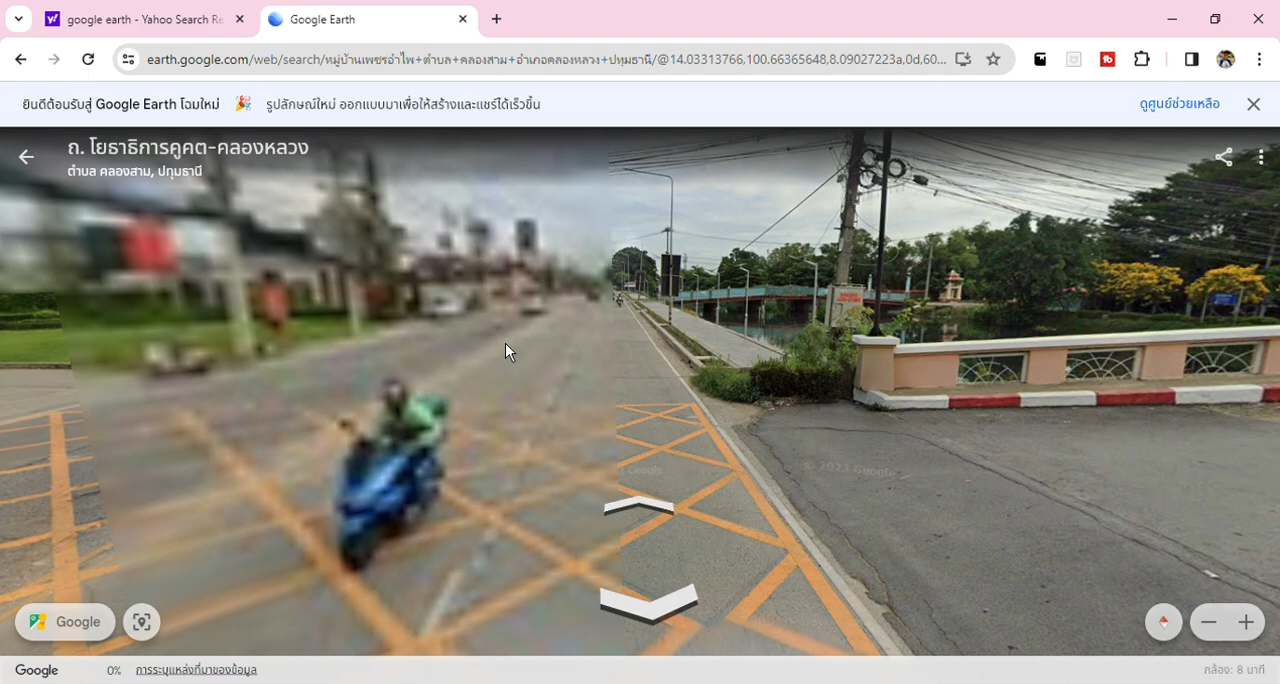 google earth - Yahoo Search Re
Google Earth
earth.google.com/web/search/หมู่บ้านเพชรอำไพ+ตำบล+คลองสาม+อำเภอคลองหลวง+ปทุมธานี/@14.03313766,100.66365648,8.09027223a,0d,60...
ยินดีต้อนรับสู่ Google Earth โฉมใหม่ 🎉 รูปลักษณ์ใหม่ ออกแบบมาเพื่อให้สร้างและแชร์ได้เร็วขึ้น
ดูศูนย์ช่วยเหลือ
ถ. โยธาธิการคูคต-คลองหลวง
ตำบล คลองสาม, ปทุมธานี
Google
© 2023 Google
Google
Google
0%
การระบุแหล่งที่มาของข้อมูล
กล้อง: 8 นาที